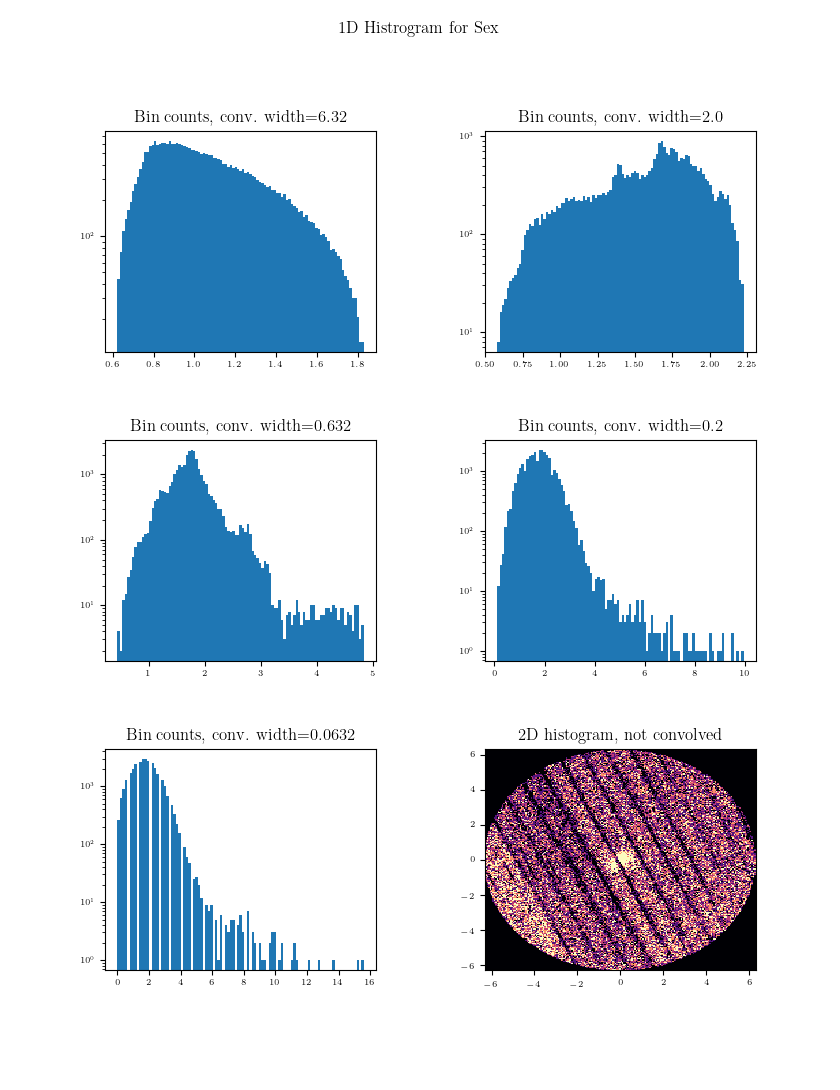 1D Histrogram for Sex
Bin counts, conv. width=6.32
Bin counts, conv. width=2.0
10²
0.6 0.8 1.0 1.2 1.4 1.6 1.8
10³
10²
10¹
0.50 0.75 1.00 1.25 1.50 1.75 2.00 2.25
Bin counts, conv. width=0.632
Bin counts, conv. width=0.2
10³
10²
10¹
1 2 3 4 5
10³
10²
10¹
10⁰
0 2 4 6 8 10
Bin counts, conv. width=0.0632
2D histogram, not convolved
10³
10²
10¹
10⁰
0 2 4 6 8 10 12 14 16
6
4
2
0
−2
−4
−6
−6 −4 −2 0 2 4 6